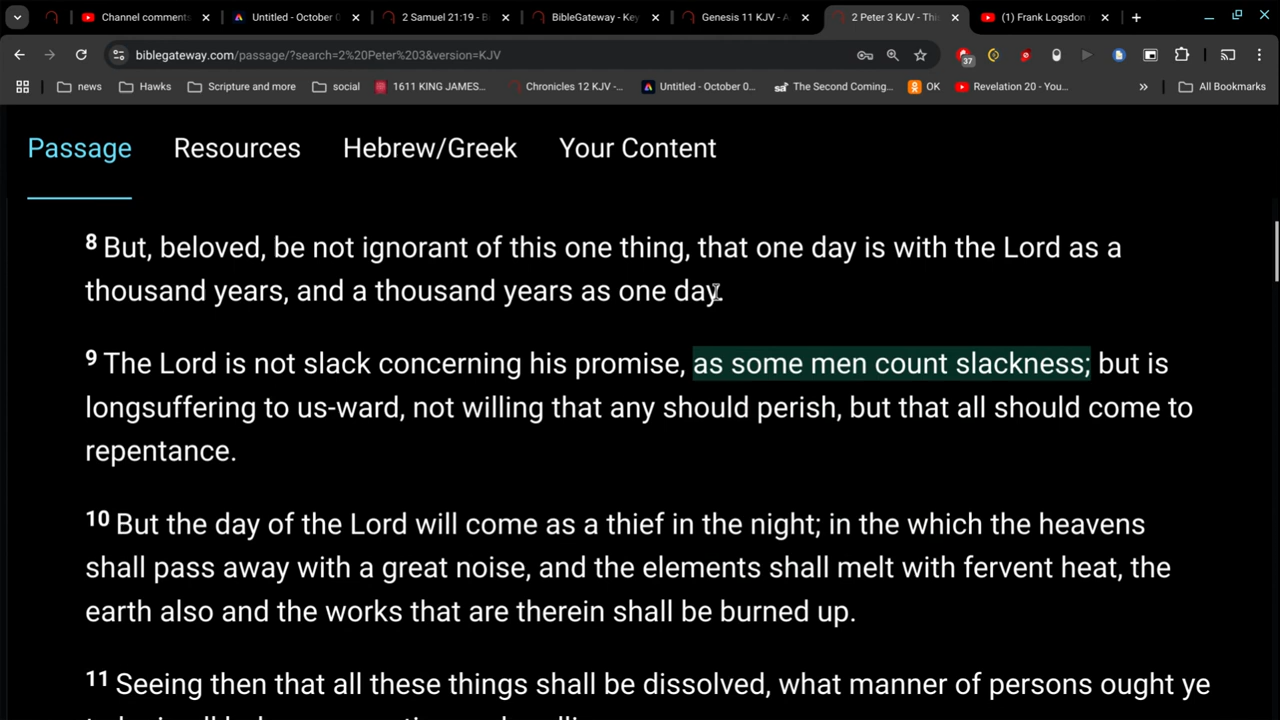 Channel comments
Untitled - October 0
2 Samuel 21:19 - B
BibleGateway - Key
Genesis 11 KJV - A
2 Peter 3 KJV - Thi
(1) Frank Logsdon
biblegateway.com/passage/?search=2%20Peter%203&version=KJV
37
news
Hawks
Scripture and more
social
1611 KING JAMES...
Chronicles 12 KJV -...
Untitled - October 0...
sa The Second Coming...
OK
Revelation 20 - You...
»
All Bookmarks
Passage
Resources
Hebrew/Greek
Your Content
8 But, beloved, be not ignorant of this one thing, that one day is with the Lord as a
thousand years, and a thousand years as one day.
9 The Lord is not slack concerning his promise, as some men count slackness; but is
longsuffering to us-ward, not willing that any should perish, but that all should come to
repentance.
10 But the day of the Lord will come as a thief in the night; in the which the heavens
shall pass away with a great noise, and the elements shall melt with fervent heat, the
earth also and the works that are therein shall be burned up.
11 Seeing then that all these things shall be dissolved, what manner of persons ought ye